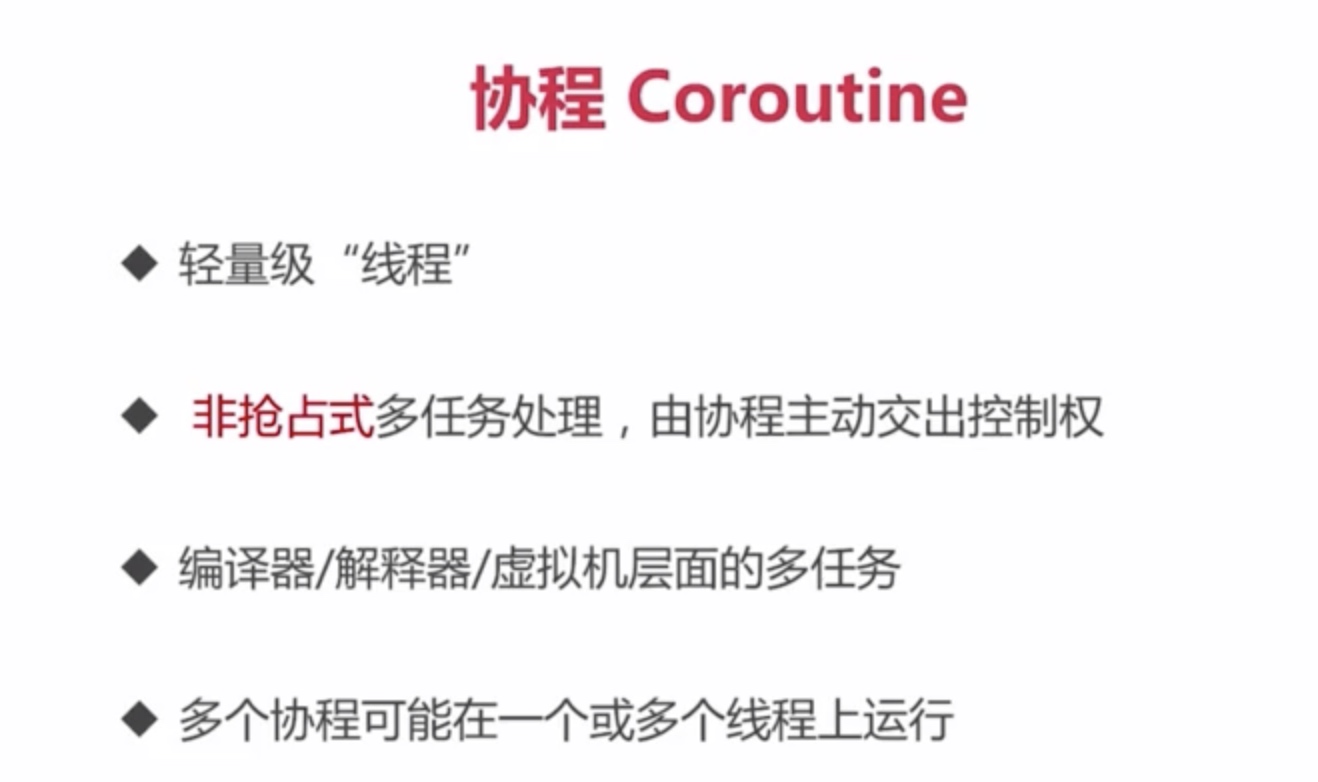 协程 Coroutine
◆ 轻量级“线程”
◆ 非抢占式多任务处理，由协程主动交出控制权
◆ 编译器/解释器/虚拟机层面的多任务
◆ 多个协程可能在一个或多个线程上运行